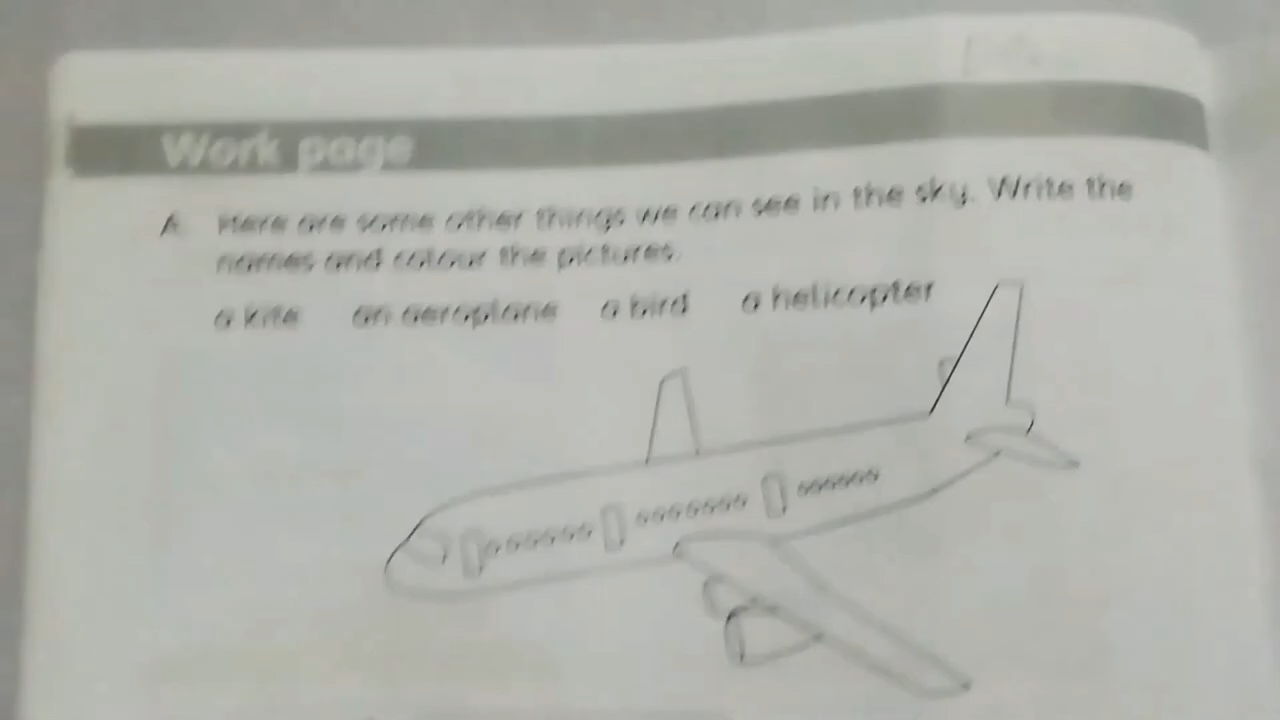 Work page
A. Here are some other things we can see in the sky. Write the
names and colour the pictures.
a kite an aeroplane a bird a helicopter